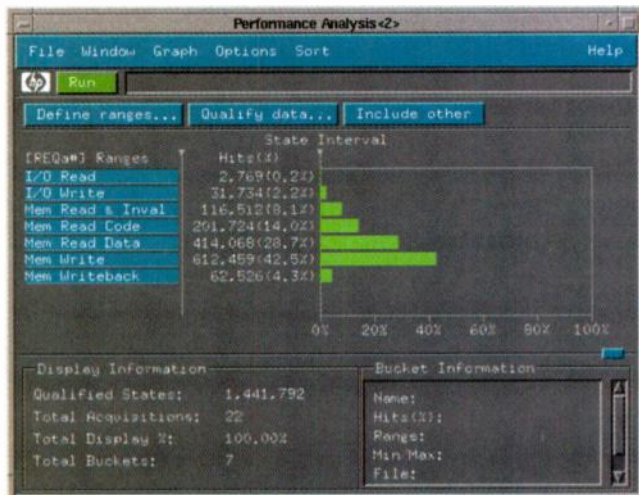 Performance Analysis<2>
File Window Graph Options Sort Help
hp Run
Define ranges... Qualify data... Include other
State Interval
[REQa#] Ranges Hits(%)
I/O Read 2,769(0.2%)
I/O Write 31,734(2.2%)
Mem Read & Inval 116,512(8.1%)
Mem Read Code 201,724(14.0%)
Mem Read Data 414,068(28.7%)
Mem Write 612,459(42.5%)
Mem Writeback 62,526(4.3%)
0% 20% 40% 60% 80% 100%
Display Information
Qualified States: 1,441,792
Total Acquisitions: 22
Total Display %: 100.00%
Total Buckets: 7
Bucket Information
Name:
Hits(%):
Range:
Min Max:
File: